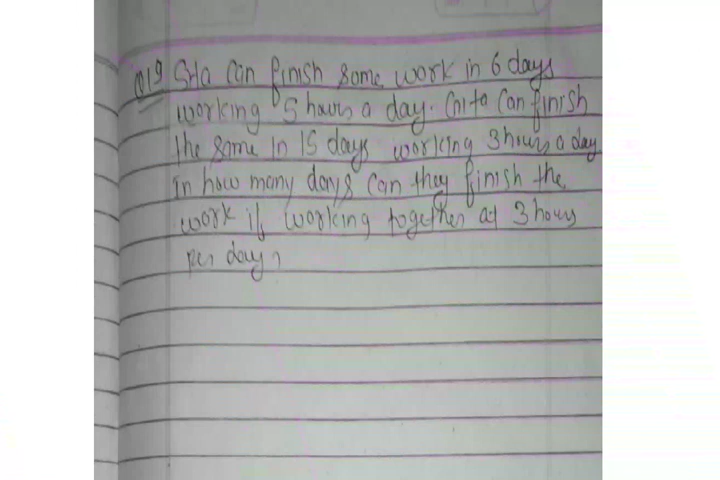 Q19 Sita can finish some work in 6 days
working 5 hours a day. Gita can finish
the same in 15 days working 3 hours a day
In how many days can they finish the
work if working together at 3 hours
per day,